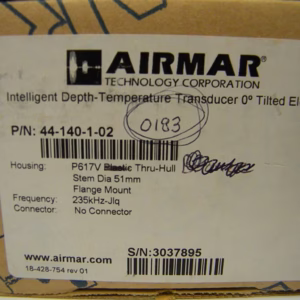 AIRMAR
TECHNOLOGY CORPORATION
Intelligent Depth-Temperature Transducer 0º Tilted El
P/N: 44-140-1-02
0183
Housing: P617V Plastic Thru-Hull
Stem Dia 51mm
Flange Mount
Frequency: 235kHz-Jlq
Connector: No Connector
S/N:3037895
www.airmar.com
18-428-754 rev 01